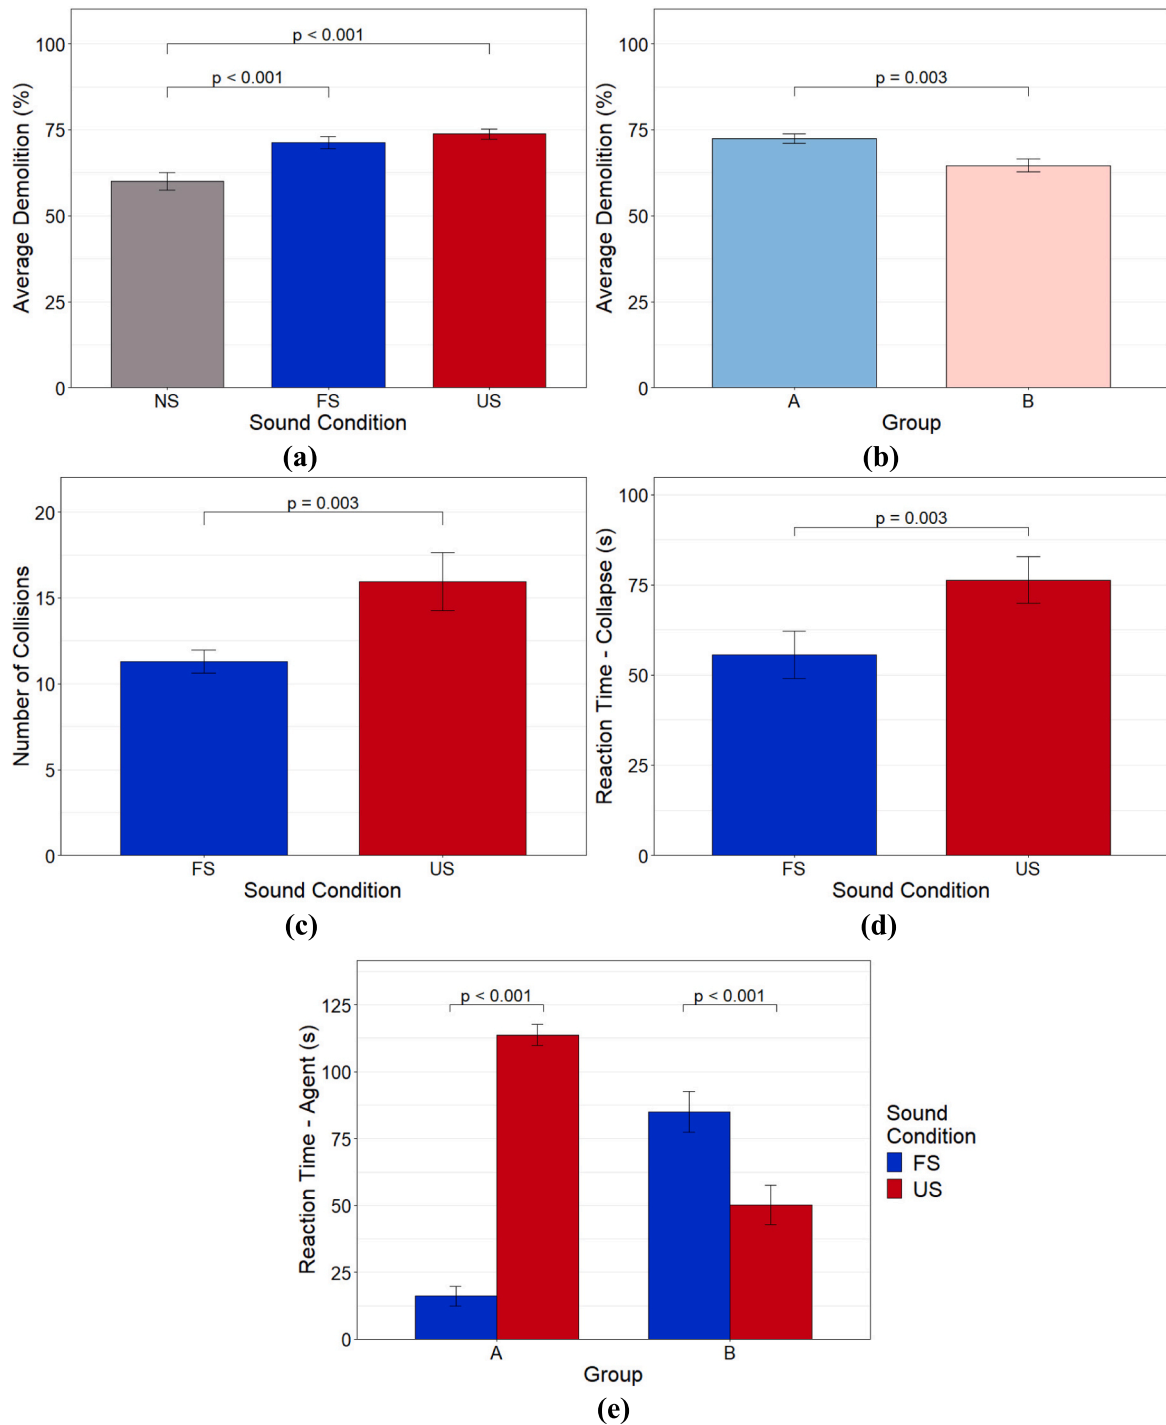 Average Demolition (%)
100
75
50
25
0
p < 0.001
p < 0.001
NS FS US
Sound Condition
(a)
Average Demolition (%)
100
75
50
25
0
p = 0.003
A B
Group
(b)
Number of Collisions
20
15
10
5
0
p = 0.003
FS US
Sound Condition
(c)
Reaction Time - Collapse (s)
100
75
50
25
0
p = 0.003
FS US
Sound Condition
(d)
Reaction Time - Agent (s)
125
100
75
50
25
0
p < 0.001 p < 0.001
A B
Group
Sound
Condition
FS
US
(e)